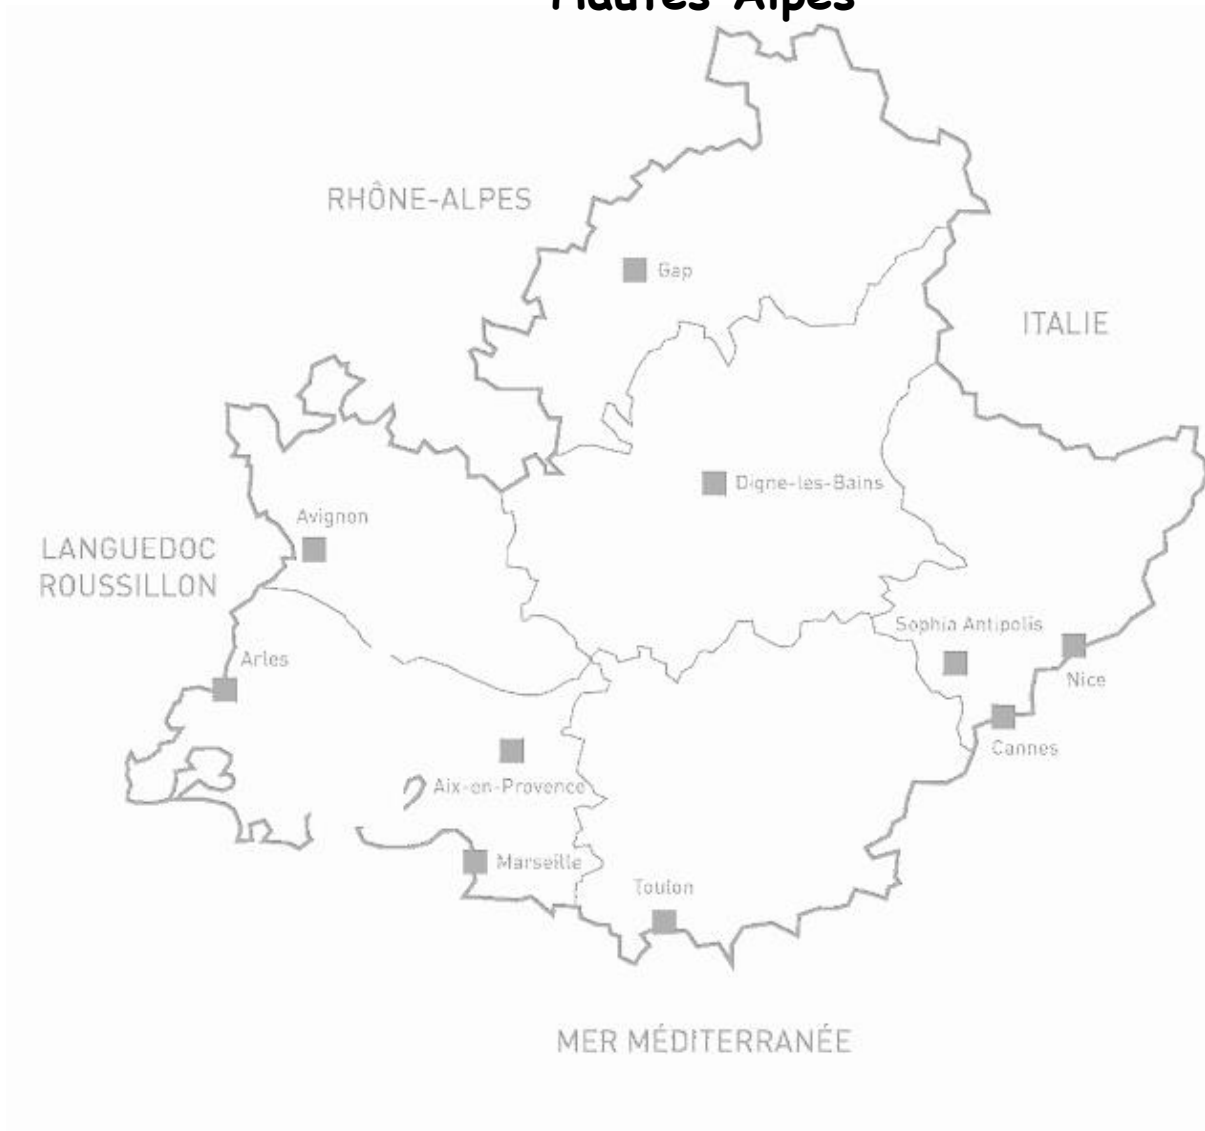 Hautes Alpes
RHÔNE-ALPES
Gap
ITALIE
Digne-les-Bains
Avignon
LANGUEDOC
ROUSSILLON
Sophia Antipolis
Arles
Nice
Cannes
Aix-en-Provence
Marseille
Toulon
MER MÉDITERRANÉE